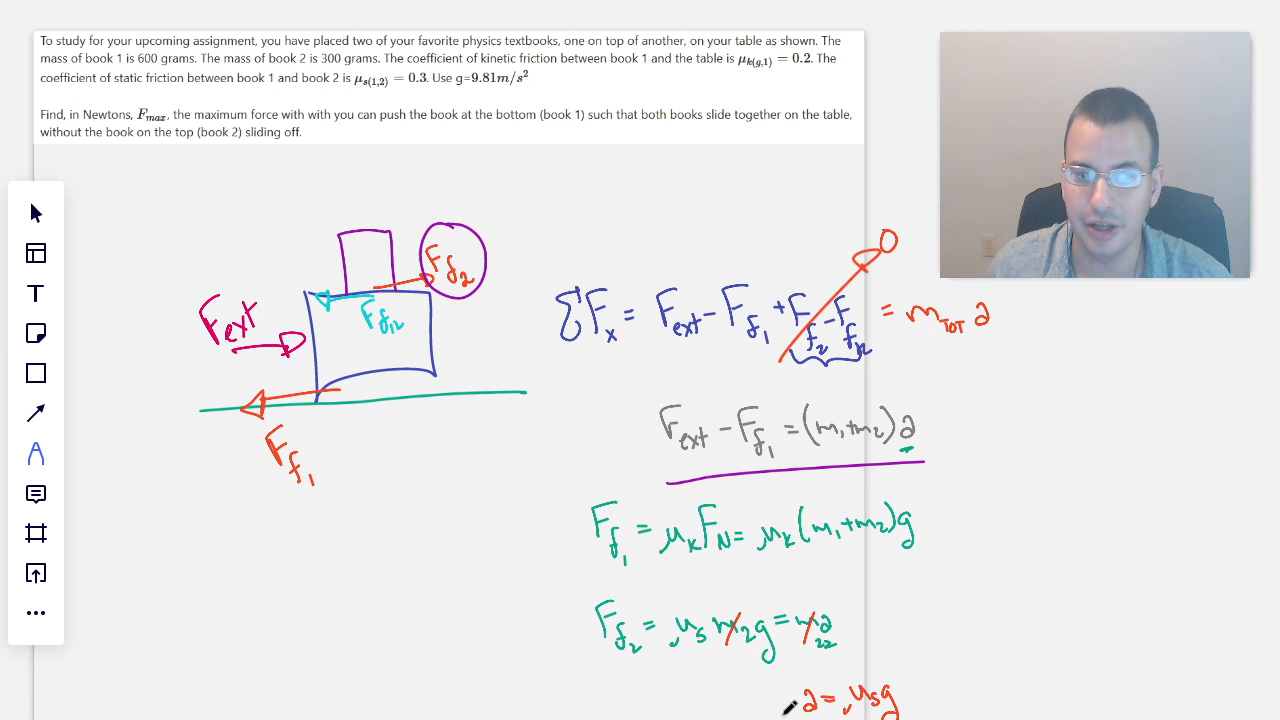 To study for your upcoming assignment, you have placed two of your favorite physics textbooks, one on top of another, on your table as shown. The
mass of book 1 is 600 grams. The mass of book 2 is 300 grams. The coefficient of kinetic friction between book 1 and the table is μk(g,1) = 0.2. The
coefficient of static friction between book 1 and book 2 is μs(1,2) = 0.3. Use g=9.81m/s²
Find, in Newtons, Fmax, the maximum force with with you can push the book at the bottom (book 1) such that both books slide together on the table,
without the book on the top (book 2) sliding off.
T
A
Ff2
Fext
Ff12
Ff1
0
ΣFx = Fext - Ff1 + Ff2 - Ff12 = mTOT a
Fext - Ff1 = (m1+m2) a
Ff1 = μk FN = μk (m1+m2) g
Ff2 = μs m2 g = m2 a2
a = μs g